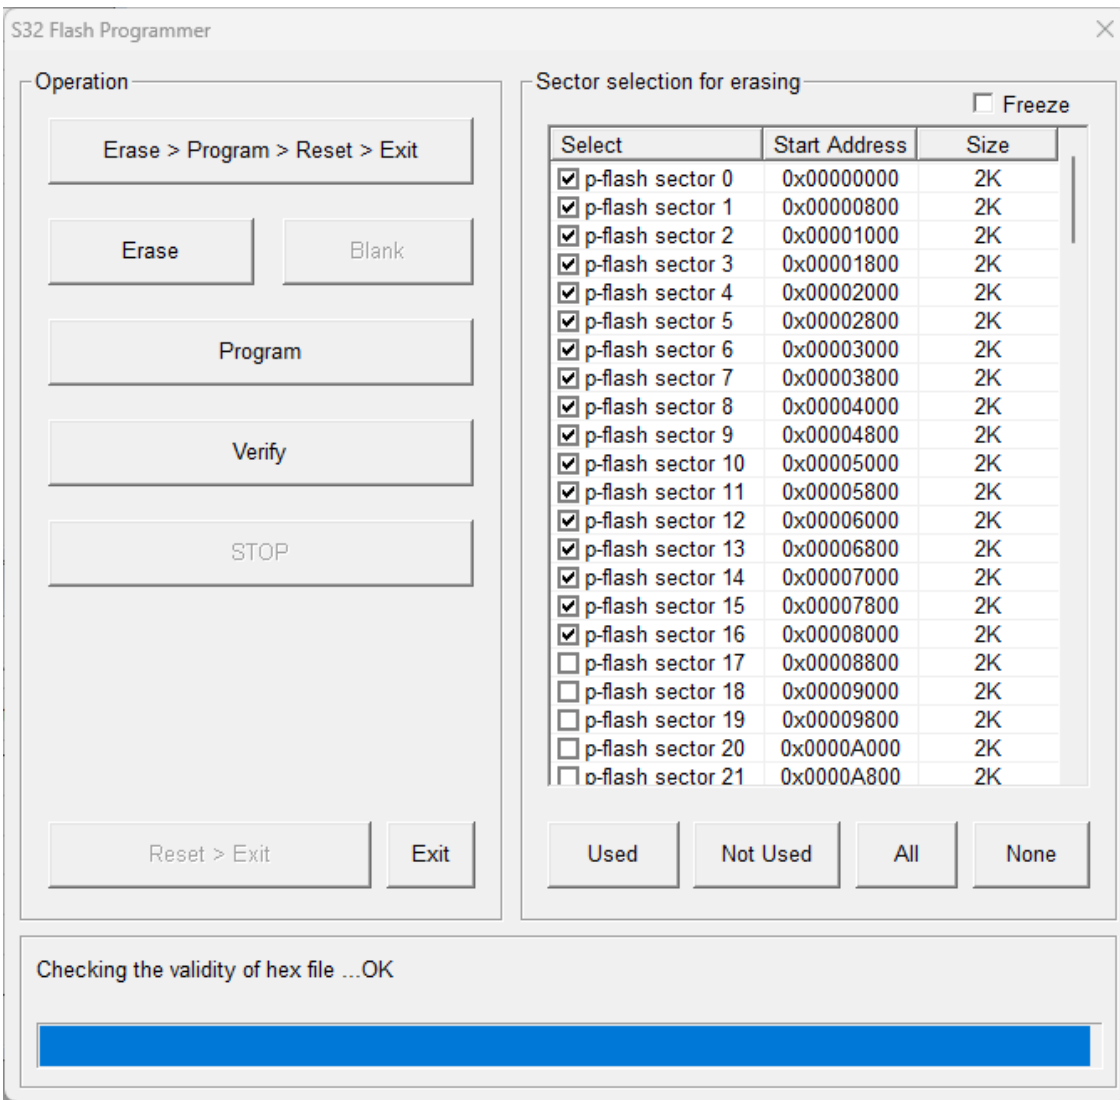 S32 Flash Programmer
Operation
Erase > Program > Reset > Exit
Erase
Blank
Program
Verify
STOP
Reset > Exit
Exit
Sector selection for erasing
Freeze
Select Start Address Size
p-flash sector 0 0x00000000 2K
p-flash sector 1 0x00000800 2K
p-flash sector 2 0x00001000 2K
p-flash sector 3 0x00001800 2K
p-flash sector 4 0x00002000 2K
p-flash sector 5 0x00002800 2K
p-flash sector 6 0x00003000 2K
p-flash sector 7 0x00003800 2K
p-flash sector 8 0x00004000 2K
p-flash sector 9 0x00004800 2K
p-flash sector 10 0x00005000 2K
p-flash sector 11 0x00005800 2K
p-flash sector 12 0x00006000 2K
p-flash sector 13 0x00006800 2K
p-flash sector 14 0x00007000 2K
p-flash sector 15 0x00007800 2K
p-flash sector 16 0x00008000 2K
p-flash sector 17 0x00008800 2K
p-flash sector 18 0x00009000 2K
p-flash sector 19 0x00009800 2K
p-flash sector 20 0x0000A000 2K
p-flash sector 21 0x0000A800 2K
Used
Not Used
All
None
Checking the validity of hex file ...OK